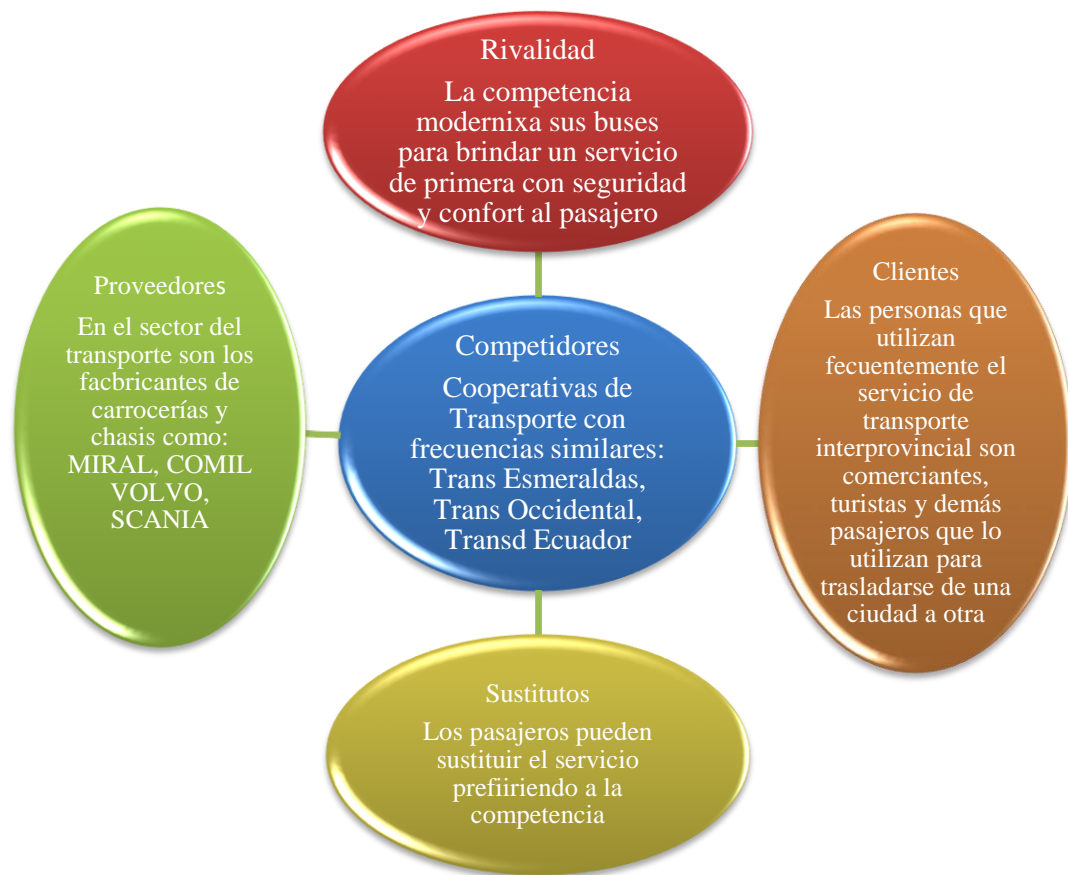 Rivalidad
La competencia
modernixa sus buses
para brindar un servicio
de primera con seguridad
y confort al pasajero
Proveedores
En el sector del
transporte son los
facbricantes de
carrocerías y
chasis como:
MIRAL, COMIL
VOLVO,
SCANIA
Competidores
Cooperativas de
Transporte con
frecuencias similares:
Trans Esmeraldas,
Trans Occidental,
Transd Ecuador
Clientes
Las personas que
utilizan
fecuentemente el
servicio de
transporte
interprovincial son
comerciantes,
turistas y demás
pasajeros que lo
utilizan para
trasladarse de una
ciudad a otra
Sustitutos
Los pasajeros pueden
sustituir el servicio
prefiiriendo a la
competencia